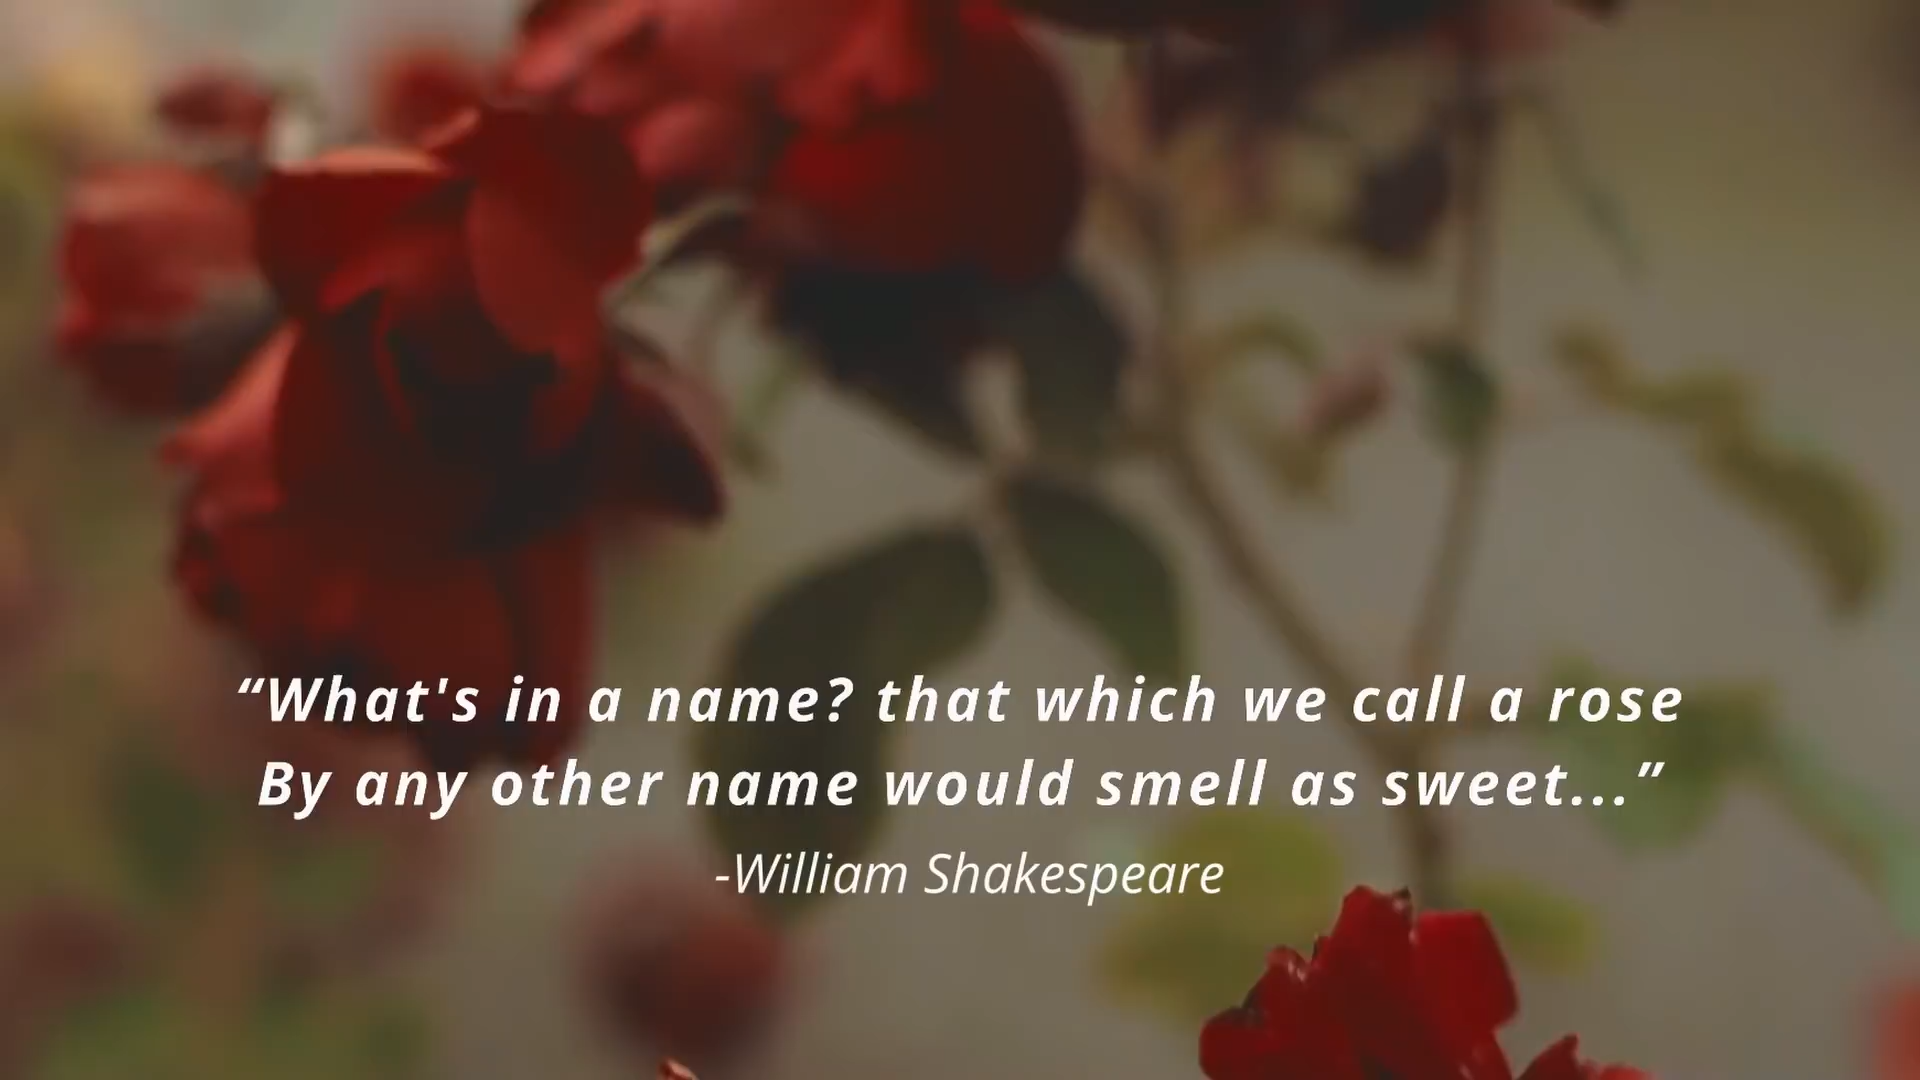 “What's in a name? that which we call a rose
By any other name would smell as sweet...”
-William Shakespeare